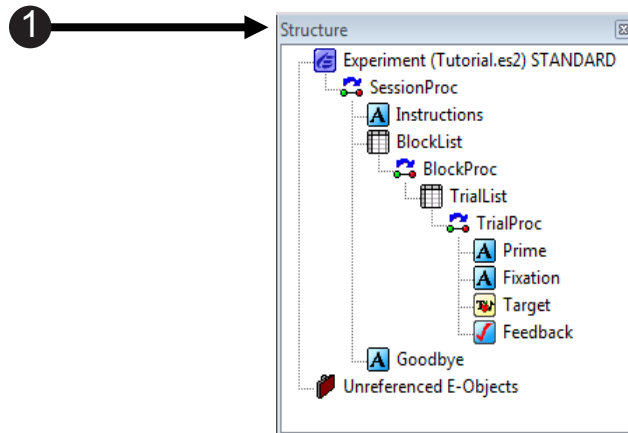 1
Structure
Experiment (Tutorial.es2) STANDARD
SessionProc
A Instructions
BlockList
BlockProc
TrialList
TrialProc
A Prime
A Fixation
Target
Feedback
A Goodbye
Unreferenced E-Objects